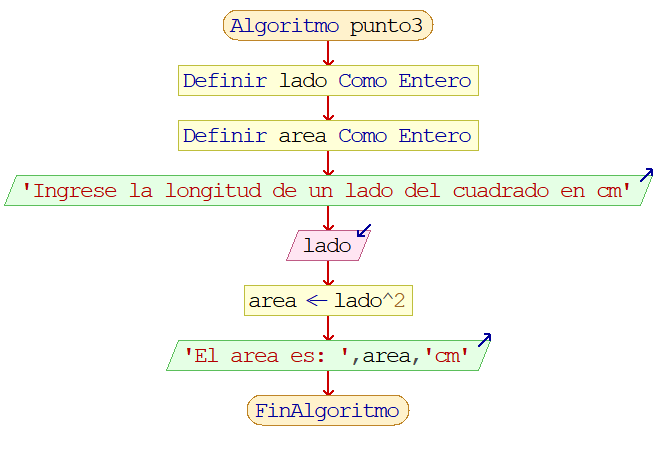 Algoritmo punto3
Definir lado Como Entero
Definir area Como Entero
'Ingrese la longitud de un lado del cuadrado en cm'
lado
area ← lado^2
'El area es: ',area,'cm'
FinAlgoritmo